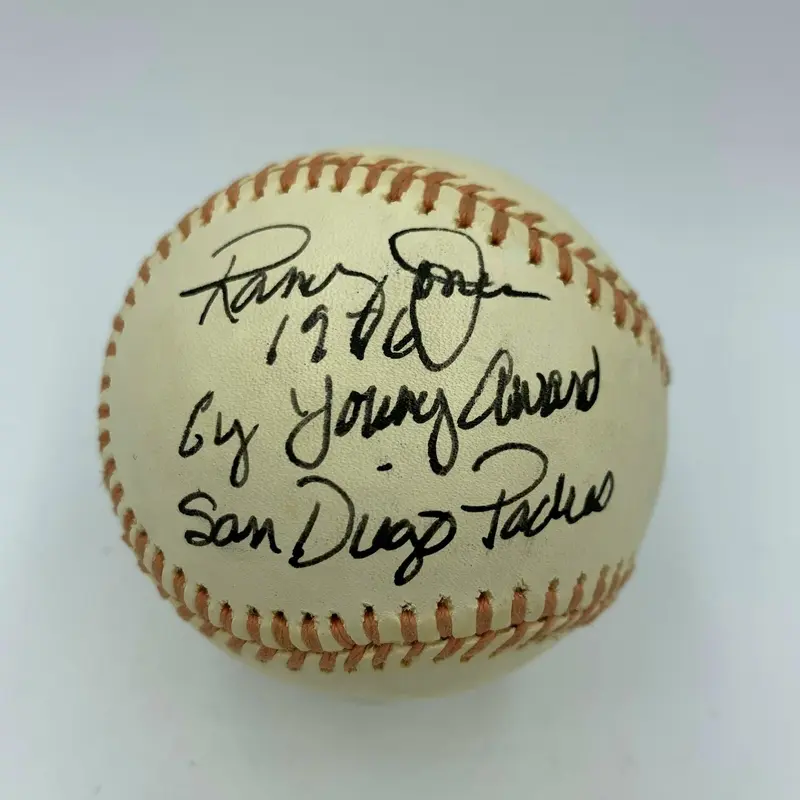 Randy Jones
1976
Cy Young Award
San Diego Padres